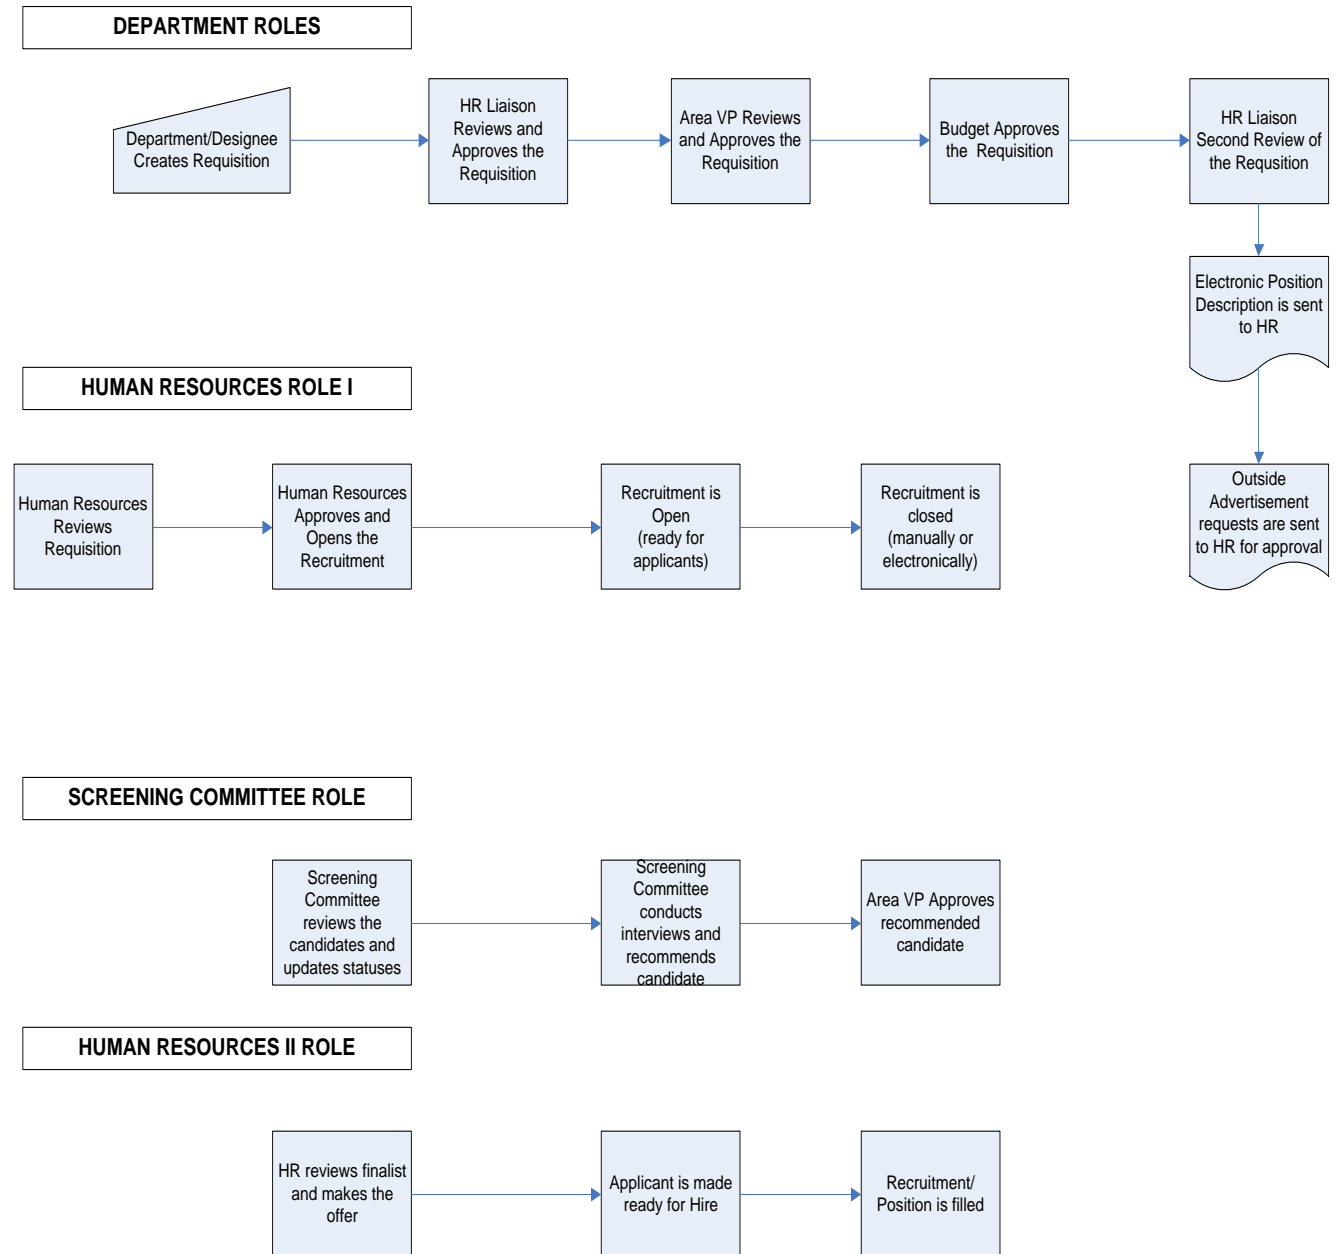 DEPARTMENT ROLES
Department/Designee
Creates Requisition
HR Liaison
Reviews and
Approves the
Requisition
Area VP Reviews
and Approves the
Requisition
Budget Approves
the Requisition
HR Liaison
Second Review of
the Requsition
Electronic Position
Description is sent
to HR
Outside
Advertisement
requests are sent
to HR for approval
HUMAN RESOURCES ROLE I
Human Resources
Reviews
Requisition
Human Resources
Approves and
Opens the
Recruitment
Recruitment is
Open
(ready for
applicants)
Recruitment is
closed
(manually or
electronically)
SCREENING COMMITTEE ROLE
Screening
Committee
reviews the
candidates and
updates statuses
Screening
Committee
conducts
interviews and
recommends
candidate
Area VP Approves
recommended
candidate
HUMAN RESOURCES II ROLE
HR reviews finalist
and makes the
offer
Applicant is made
ready for Hire
Recruitment/
Position is filled